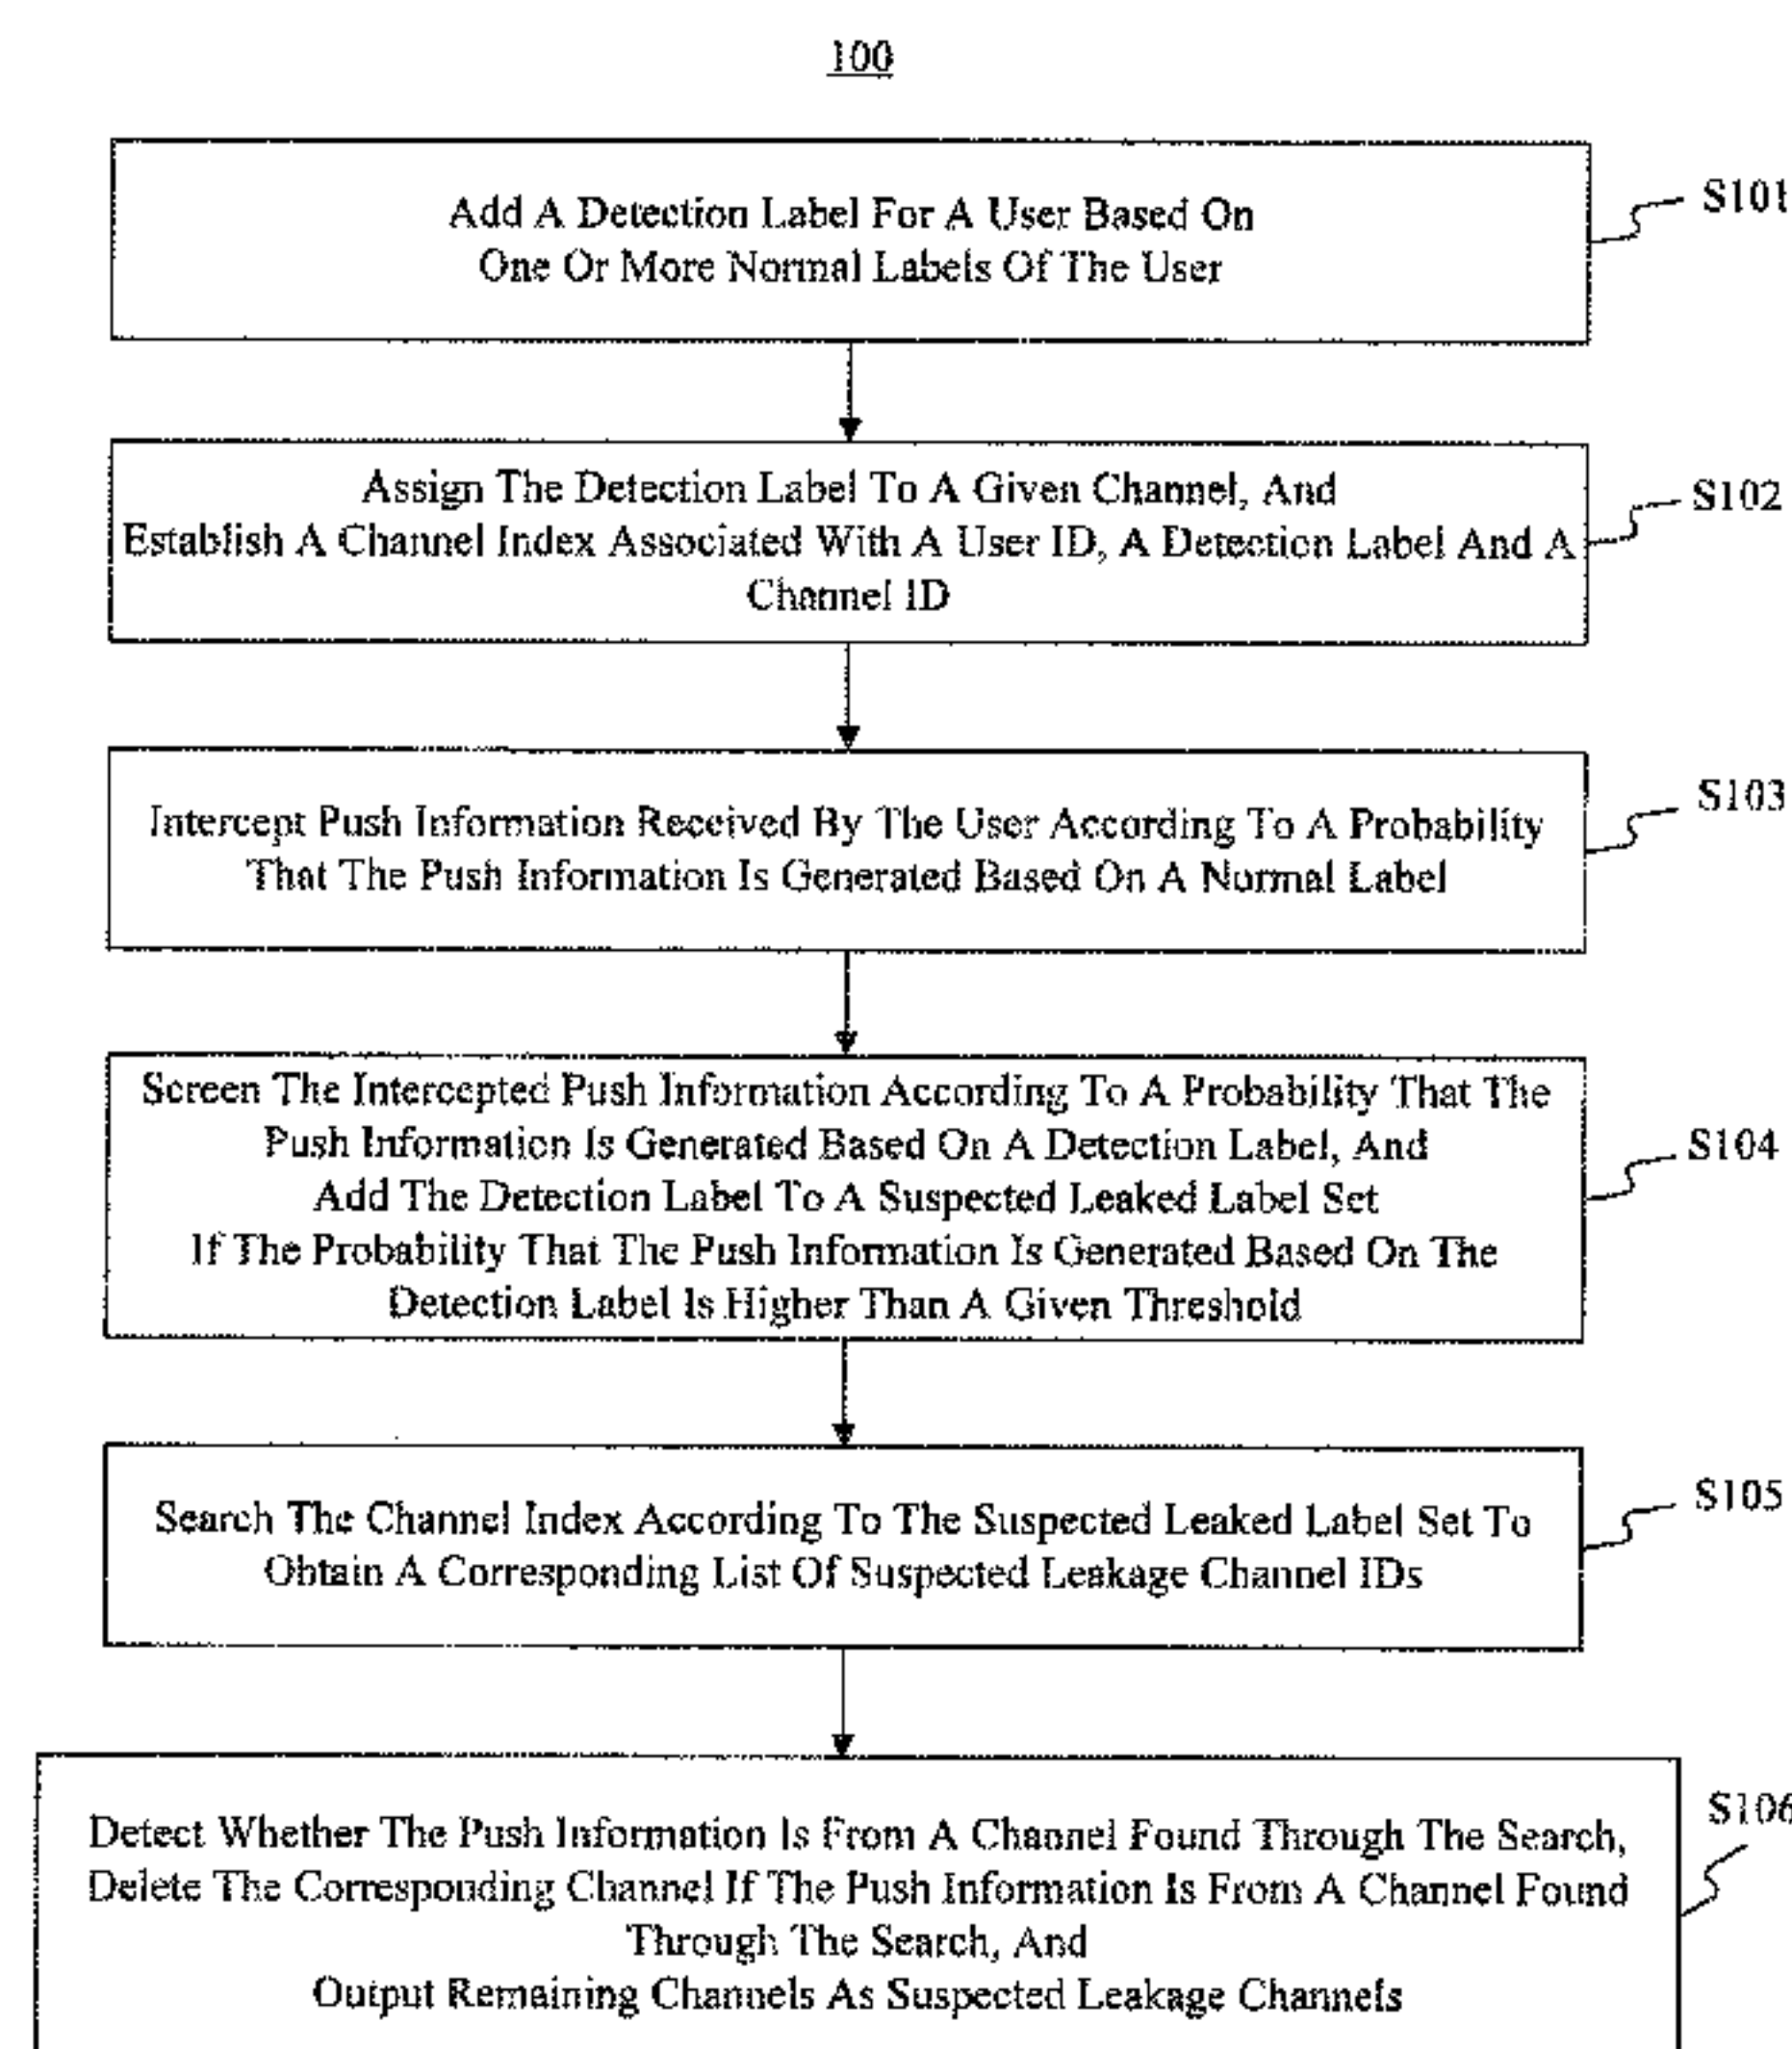 100
Add A Detection Label For A User Based On
One Or More Normal Labels Of The User
S101
Assign The Detection Label To A Given Channel, And
Establish A Channel Index Associated With A User ID, A Detection Label And A
Channel ID
S102
Intercept Push Information Received By The User According To A Probability
That The Push Information Is Generated Based On A Normal Label
S103
Screen The Intercepted Push Information According To A Probability That The
Push Information Is Generated Based On A Detection Label, And
Add The Detection Label To A Suspected Leaked Label Set
If The Probability That The Push Information Is Generated Based On The
Detection Label Is Higher Than A Given Threshold
S104
Search The Channel Index According To The Suspected Leaked Label Set To
Obtain A Corresponding List Of Suspected Leakage Channel IDs
S105
Detect Whether The Push Information Is From A Channel Found Through The Search,
Delete The Corresponding Channel If The Push Information Is From A Channel Found
Through The Search, And
Output Remaining Channels As Suspected Leakage Channels
S106